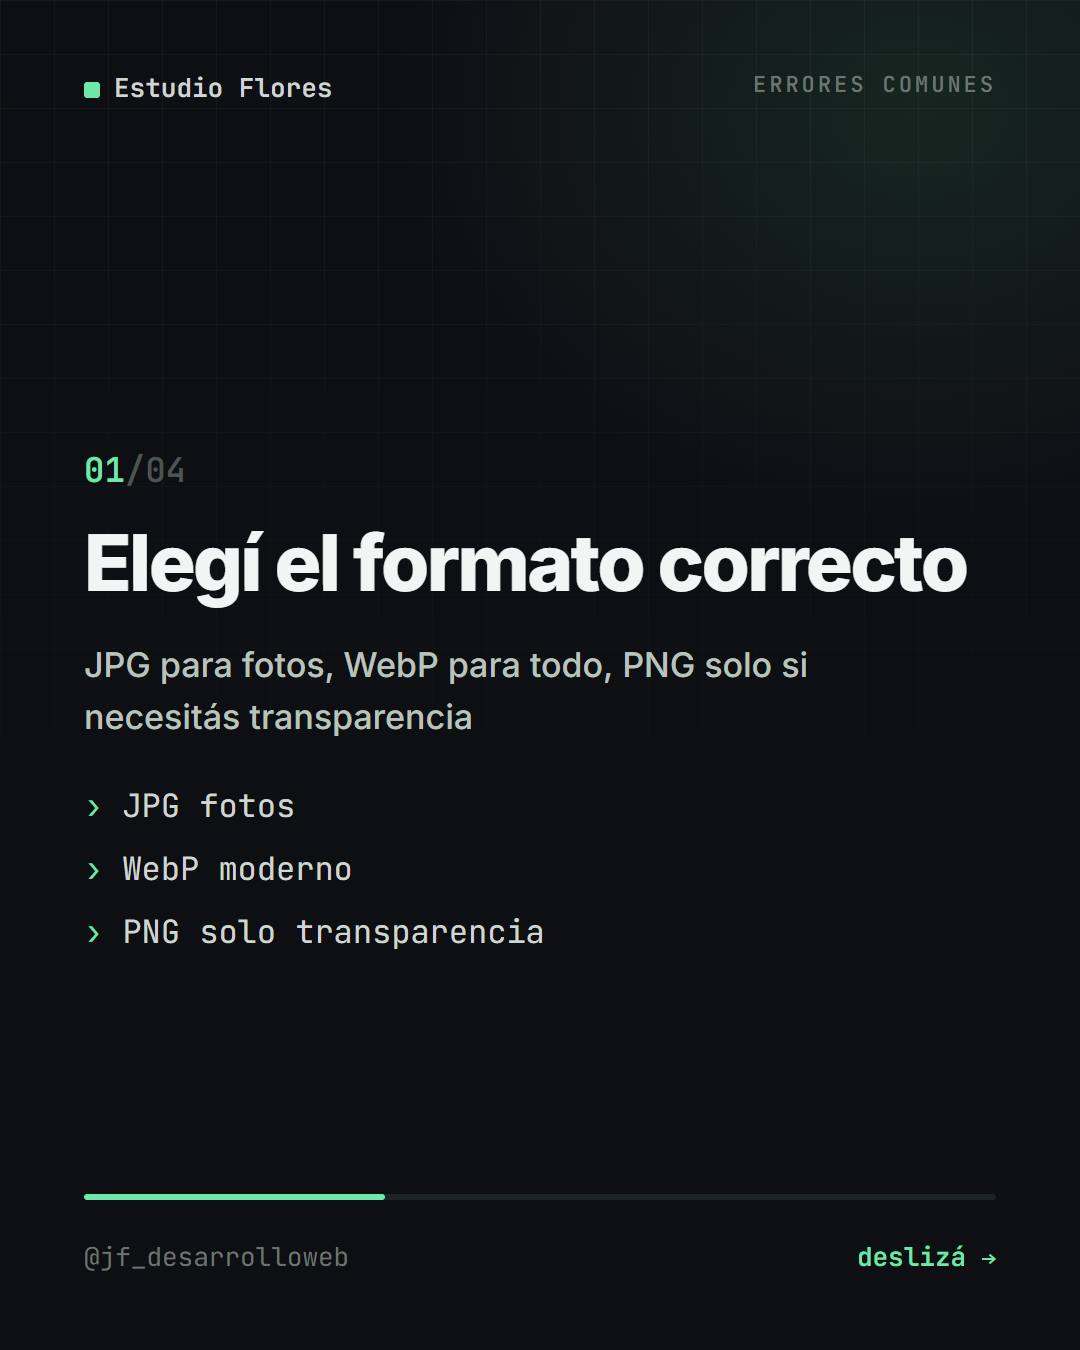 Estudio Flores
ERRORES COMUNES
01/04
Elegí el formato correcto
JPG para fotos, WebP para todo, PNG solo si
necesitás transparencia
› JPG fotos
› WebP moderno
› PNG solo transparencia
@jf_desarrolloweb
deslizá →